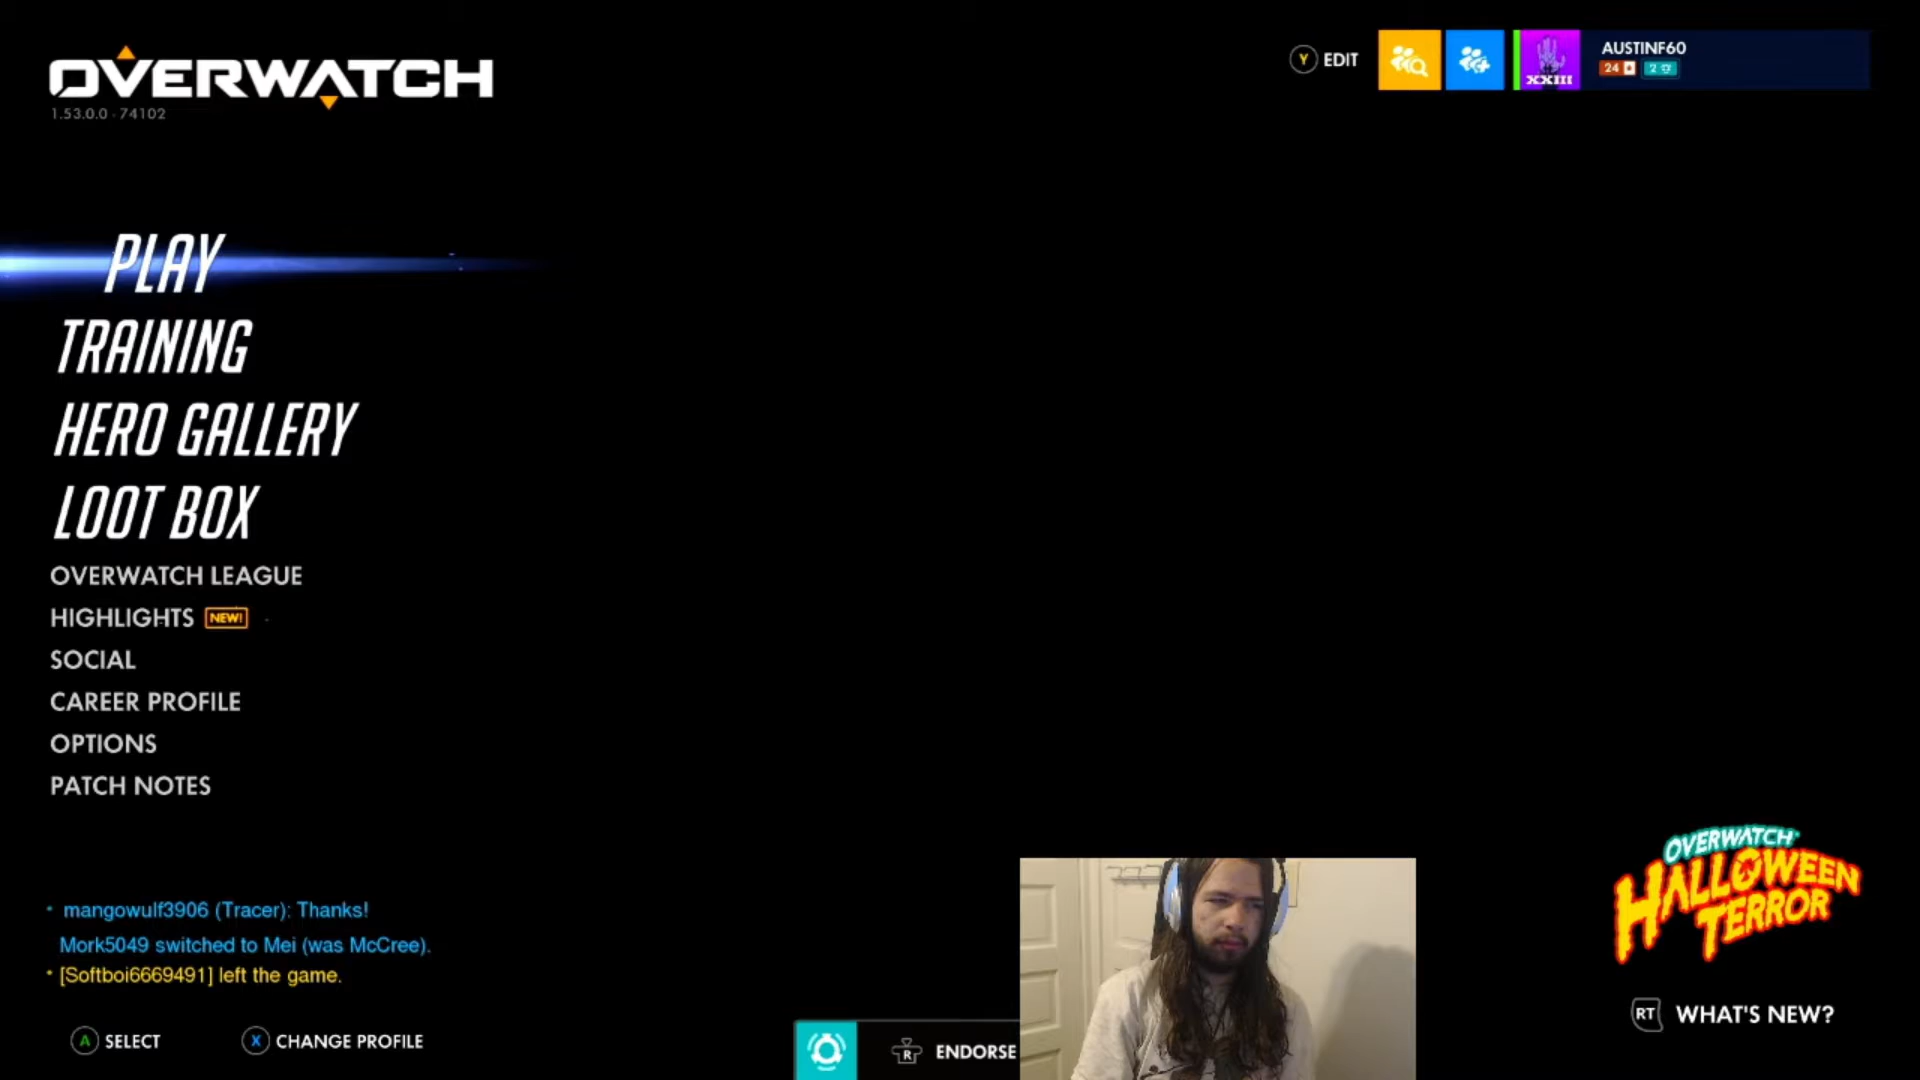 OVERWATCH
1.53.0.0 - 74102
Y EDIT
XXIII
AUSTINF60
24
2
PLAY
TRAINING
HERO GALLERY
LOOT BOX
OVERWATCH LEAGUE
HIGHLIGHTS NEW!
SOCIAL
CAREER PROFILE
OPTIONS
PATCH NOTES
mangowulf3906 (Tracer): Thanks!
Mork5049 switched to Mei (was McCree).
[Softboi6669491] left the game.
A SELECT
X CHANGE PROFILE
R ENDORSE
OVERWATCH
HALLOWEEN
TERROR
RT WHAT'S NEW?